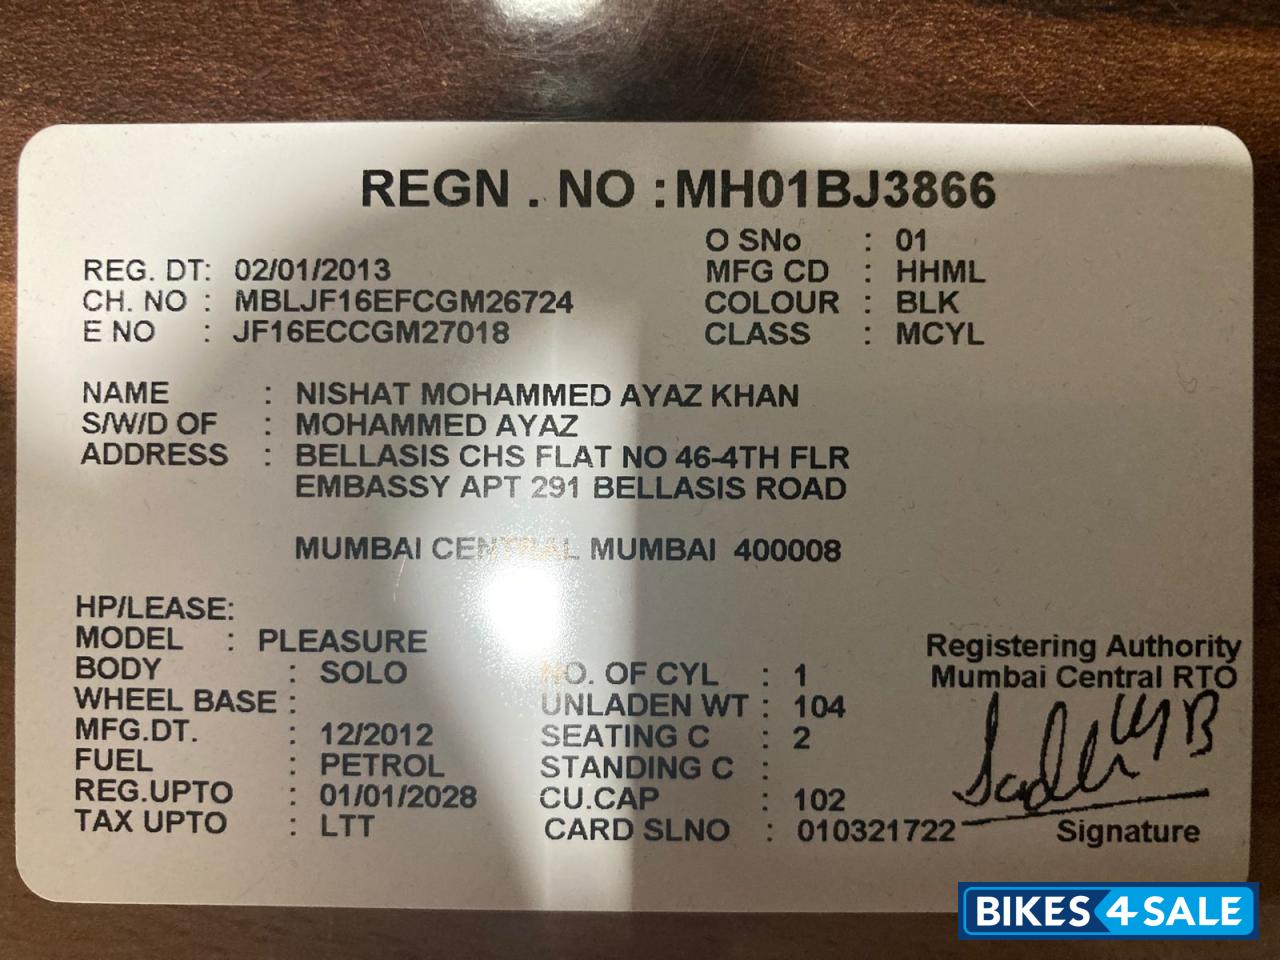 REGN . NO : MH01BJ3866
O SNo : 01
REG. DT: 02/01/2013 MFG CD : HHML
CH. NO : MBLJF16EFCGM26724 COLOUR : BLK
E NO : JF16ECCGM27018 CLASS : MCYL
NAME : NISHAT MOHAMMED AYAZ KHAN
S/W/D OF : MOHAMMED AYAZ
ADDRESS : BELLASIS CHS FLAT NO 46-4TH FLR
EMBASSY APT 291 BELLASIS ROAD
MUMBAI CENTRAL MUMBAI 400008
HP/LEASE:
MODEL : PLEASURE
BODY : SOLO NO. OF CYL : 1
WHEEL BASE : UNLADEN WT : 104
MFG.DT. : 12/2012 SEATING C : 2
FUEL : PETROL STANDING C :
REG.UPTO : 01/01/2028 CU.CAP : 102
TAX UPTO : LTT CARD SLNO : 010321722
Registering Authority
Mumbai Central RTO
Signature
BIKES4SALE